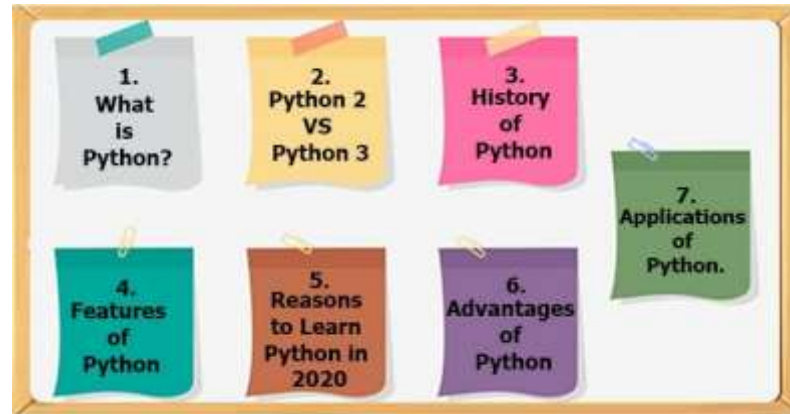 1.
What
is
Python?
2.
Python 2
VS
Python 3
3.
History
of
Python
4.
Features
of
Python
5.
Reasons
to Learn
Python in
2020
6.
Advantages
of
Python
7.
Applications
of
Python.